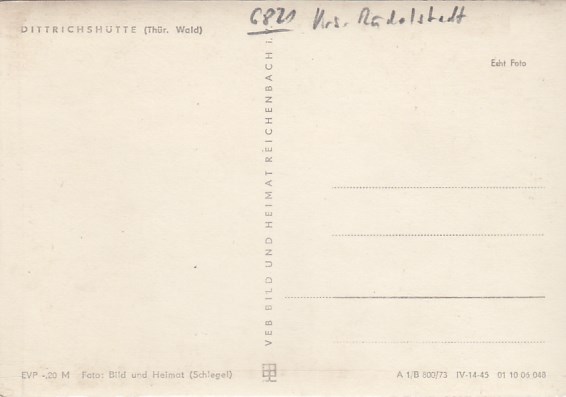 6821 Krs. Rudolstadt
DITTRICHSHÜTTE (Thür. Wald)
Echt Foto
VEB BILD UND HEIMAT REICHENBACH i.
EVP -,20 M Foto: Bild und Heimat (Schlegel)
A 1/B 800/73 IV-14-45 01 10 06 048